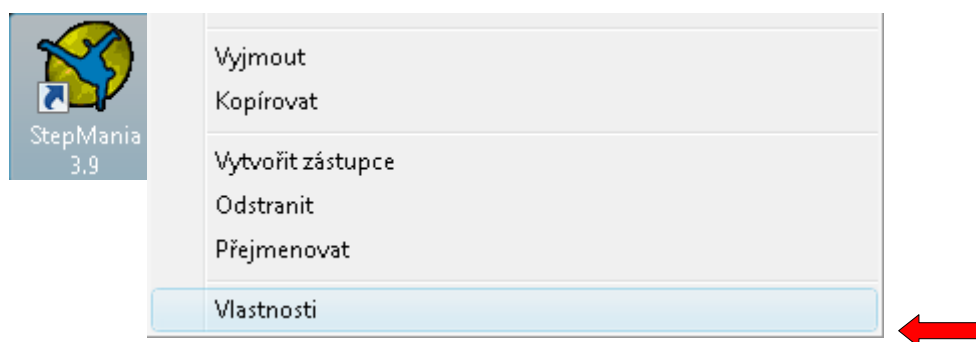 StepMania
3.9
Vyjmout
Kopírovat
Vytvořit zástupce
Odstranit
Přejmenovat
Vlastnosti